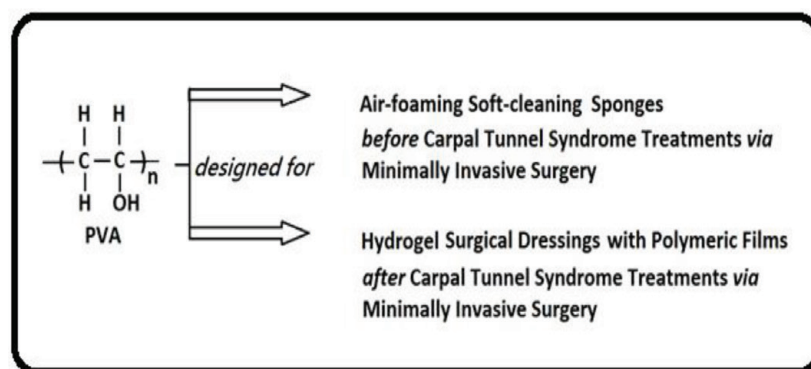 H H
C C n
H OH
PVA
designed for
Air-foaming Soft-cleaning Sponges
before Carpal Tunnel Syndrome Treatments via
Minimally Invasive Surgery
Hydrogel Surgical Dressings with Polymeric Films
after Carpal Tunnel Syndrome Treatments via
Minimally Invasive Surgery